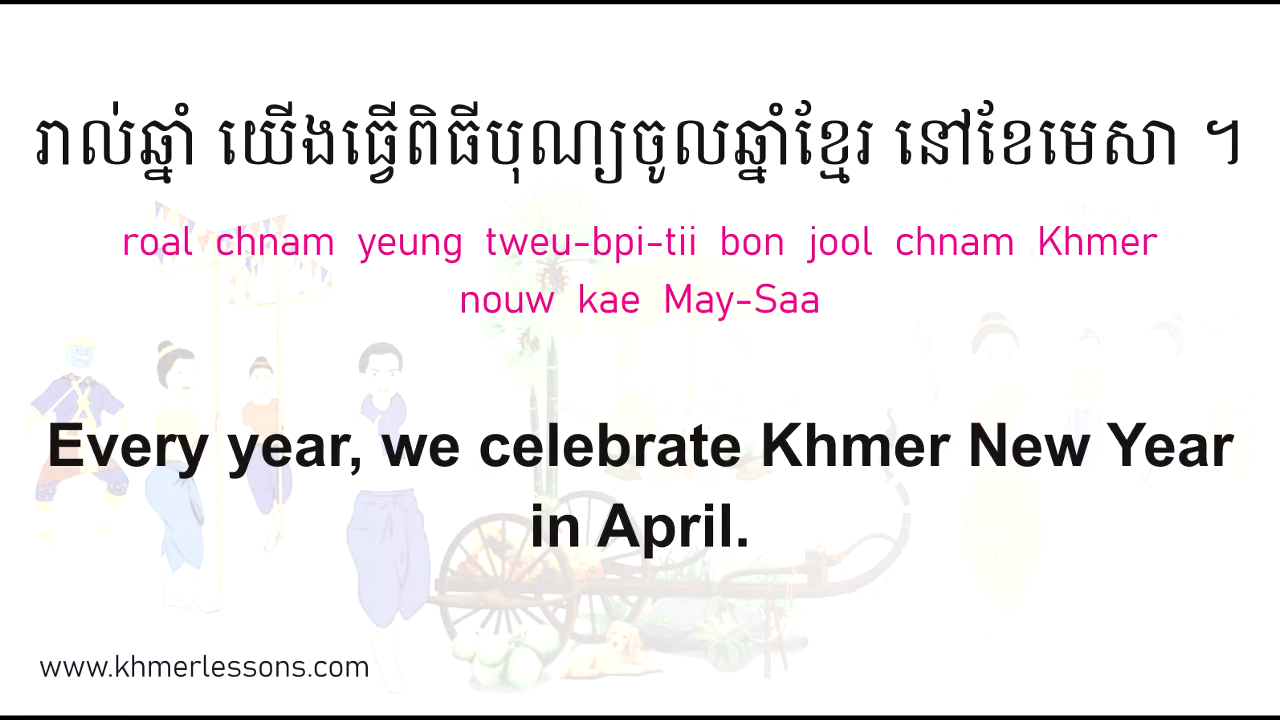 រាល់ឆ្នាំ យើងធ្វើពិធីបុណ្យចូលឆ្នាំខ្មែរ នៅខែមេសា ។
roal chnam yeung tweu-bpi-tii bon jool chnam Khmer
nouw kae May-Saa
Every year, we celebrate Khmer New Year
in April.
www.khmerlessons.com